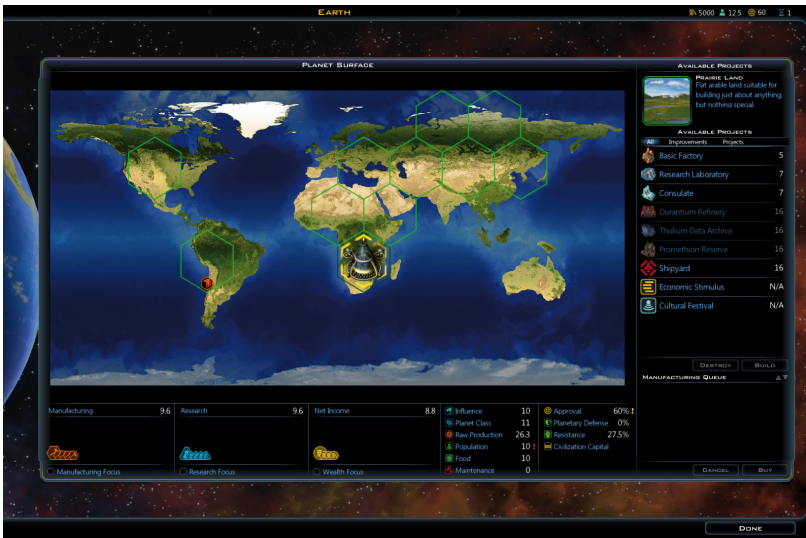 Earth
5000 12.5 60 1
Planet Surface
Available Projects
Prairie Land
Flat arable land suitable for
building just about anything,
but nothing special.
Available Projects
All Improvements Projects
Basic Factory 5
Research Laboratory 7
Consulate 7
Durantium Refinery 16
Thulium Data Archive 16
Promethion Reserve 16
Shipyard 16
Economic Stimulus N/A
Cultural Festival N/A
Destroy Build
Manufacturing Queue
Manufacturing 9.6
Research 9.6
Net Income 8.8
Influence 10
Planet Class 11
Raw Production 26.3
Population 10 !
Food 10
Maintenance 0
Approval 60% !
Planetary Defense 0%
Resistance 27.5%
Civilization Capital
Manufacturing Focus
Research Focus
Wealth Focus
Cancel Buy
Done